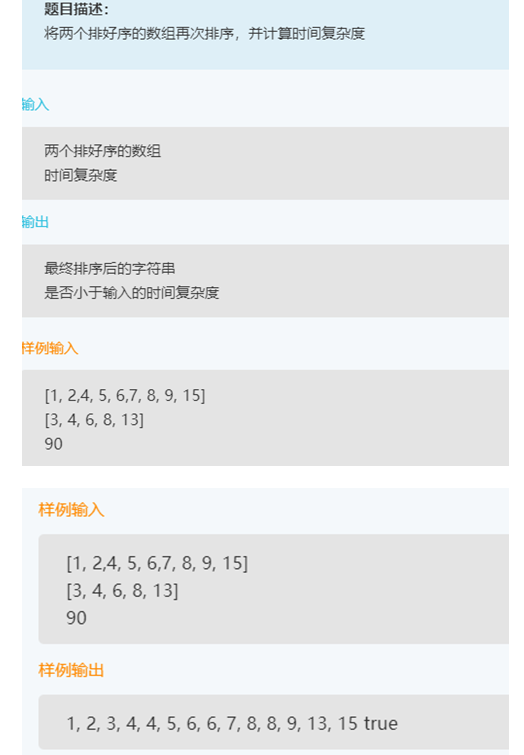 题目描述：
将两个排好序的数组再次排序，并计算时间复杂度
输入
两个排好序的数组
时间复杂度
输出
最终排序后的字符串
是否小于输入的时间复杂度
样例输入
[1, 2,4, 5, 6,7, 8, 9, 15]
[3, 4, 6, 8, 13]
90
样例输入
[1, 2,4, 5, 6,7, 8, 9, 15]
[3, 4, 6, 8, 13]
90
样例输出
1, 2, 3, 4, 4, 5, 6, 6, 7, 8, 8, 9, 13, 15 true